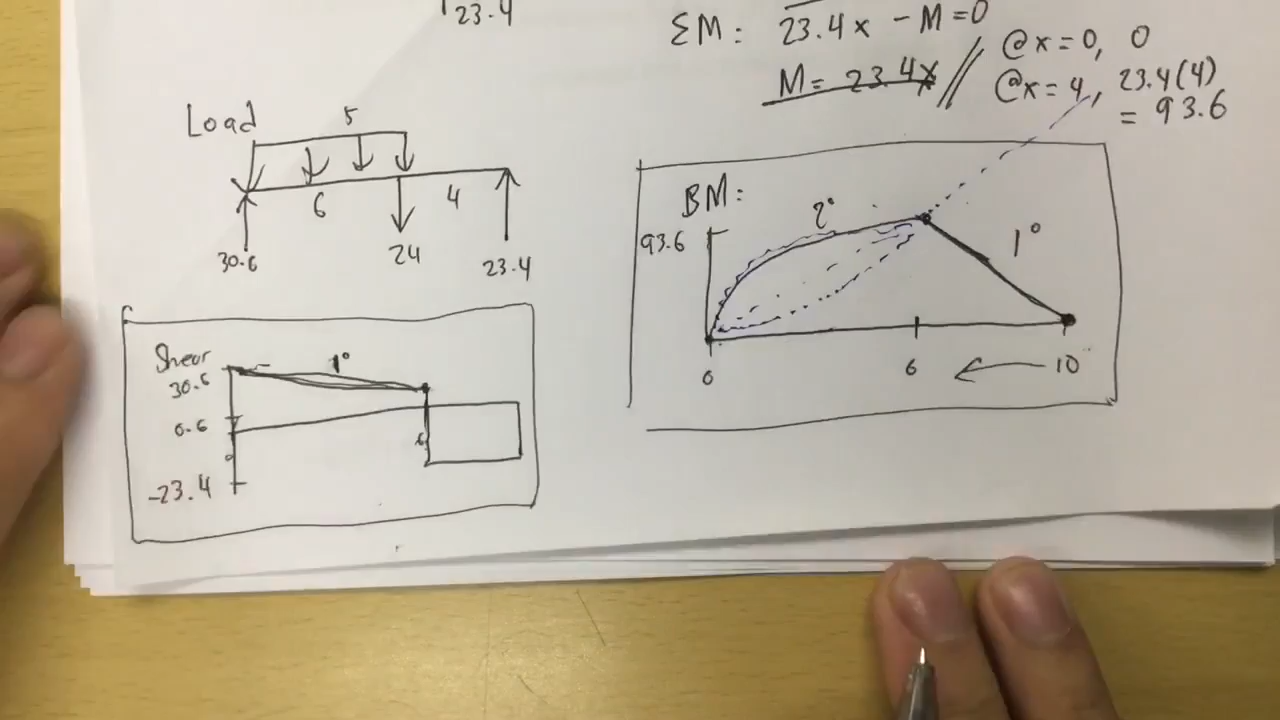 23.4
ΣM: 23.4x - M = 0
M = 23.4x
@x=0, 0
@x=4, 23.4(4)
= 93.6
Load
5
6
4
30.6
24
23.4
Shear
30.6
1°
0.6
0
6
-23.4
BM:
93.6
2°
1°
0
6
10